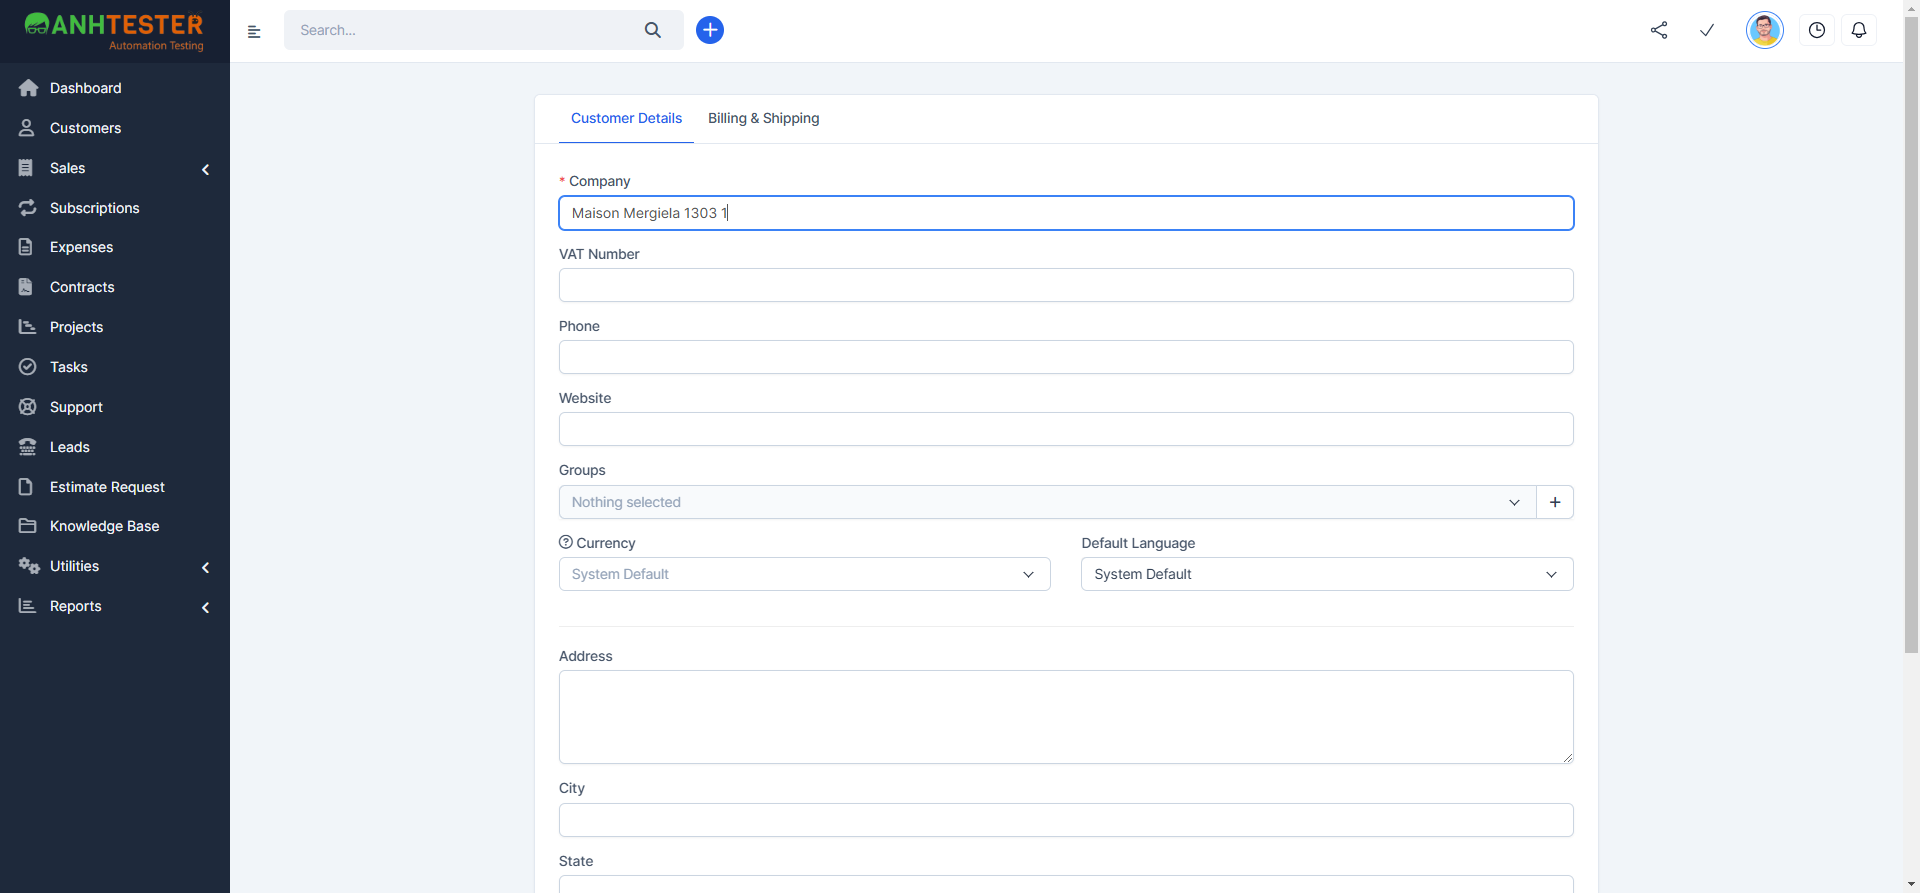 ANHTESTER
Automation Testing
Search...
Dashboard
Customers
Sales
Subscriptions
Expenses
Contracts
Projects
Tasks
Support
Leads
Estimate Request
Knowledge Base
Utilities
Reports
Customer Details
Billing & Shipping
* Company
Maison Mergiela 1303 1
VAT Number
Phone
Website
Groups
Nothing selected
Currency
System Default
Default Language
System Default
Address
City
State